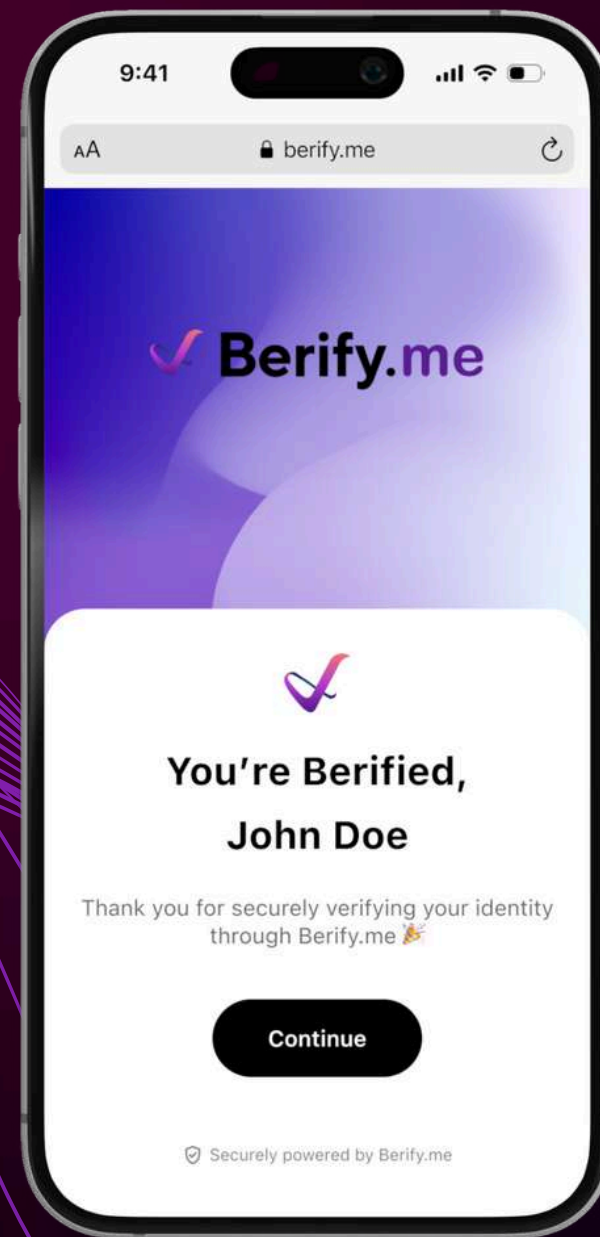 9:41
AA berify.me
Berify.me
You're Berified,
John Doe
Thank you for securely verifying your identity
through Berify.me 🎉
Continue
Securely powered by Berify.me